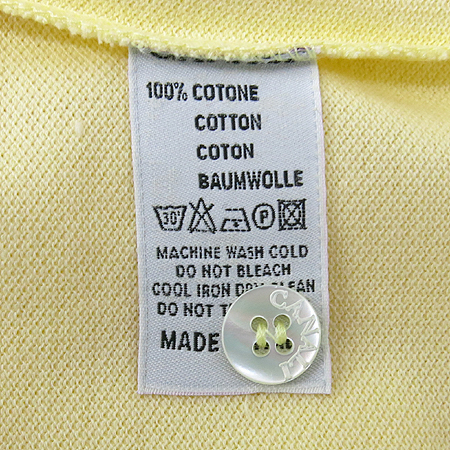 100% COTONE
COTTON
COTON
BAUMWOLLE
30°
P
MACHINE WASH COLD
DO NOT BLEACH
COOL IRON DRY CLEAN
DO NOT
MADE
CANALI